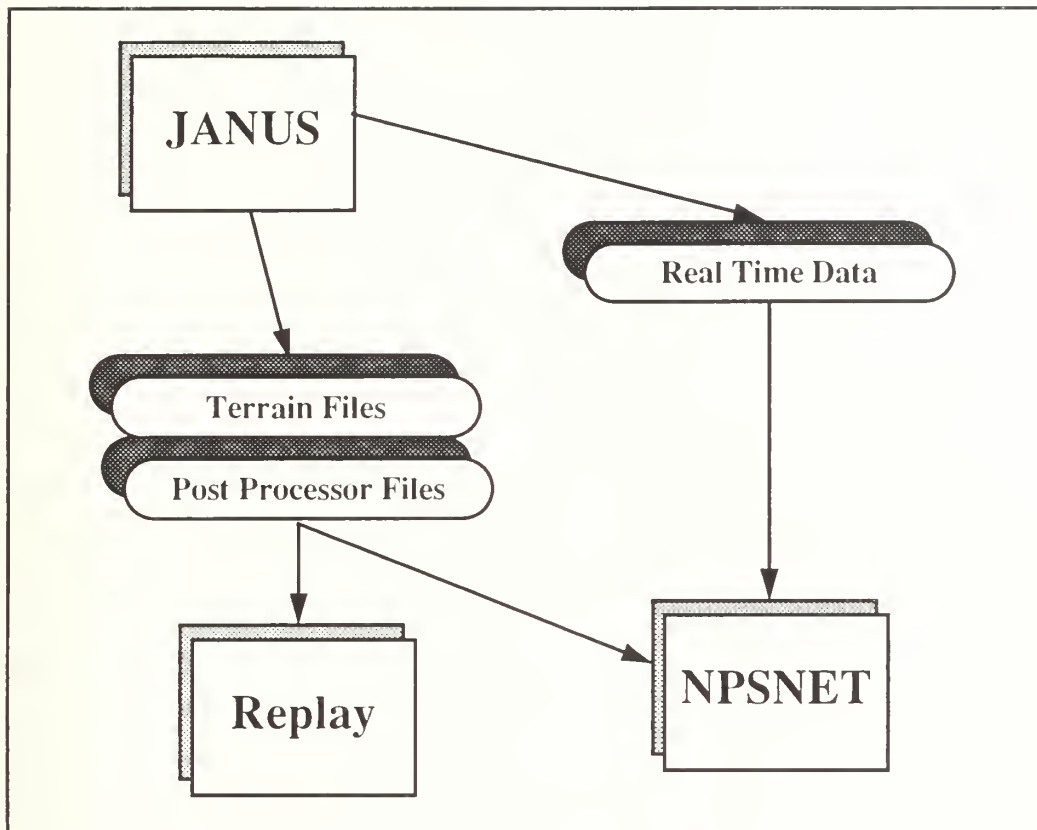 JANUS
Real Time Data
Terrain Files
Post Processor Files
Replay
NPSNET